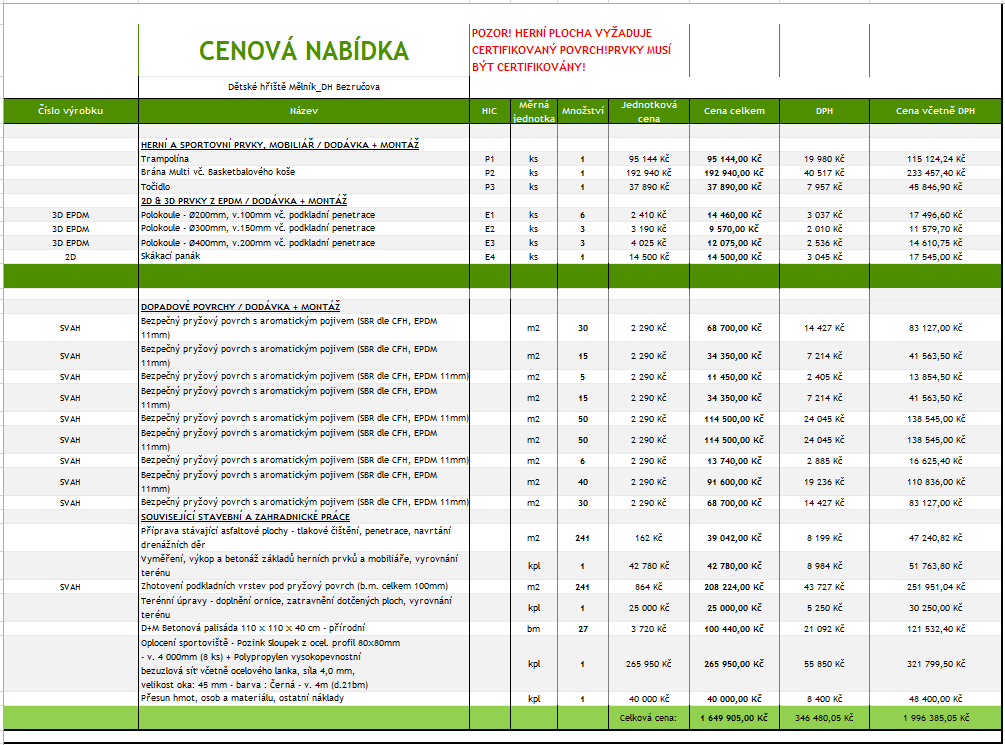 CENOVÁ NABÍDKA
POZOR! HERNÍ PLOCHA VYŽADUJE
CERTIFIKOVANÝ POVRCH!PRVKY MUSÍ
BÝT CERTIFIKOVÁNY!
Dětské hřiště Mělník_DH Bezručova
Číslo výrobku Název HIC Měrná jednotka Množství Jednotková cena Cena celkem DPH Cena včetně DPH
HERNÍ A SPORTOVNÍ PRVKY, MOBILIÁŘ / DODÁVKA + MONTÁŽ
Trampolína P1 ks 1 95 144 Kč 95 144,00 Kč 19 980 Kč 115 124,24 Kč
Brána Multi vč. Basketbalového koše P2 ks 1 192 940 Kč 192 940,00 Kč 40 517 Kč 233 457,40 Kč
Točidlo P3 ks 1 37 890 Kč 37 890,00 Kč 7 957 Kč 45 846,90 Kč
2D & 3D PRVKY Z EPDM / DODÁVKA + MONTÁŽ
3D EPDM Polokoule - Ø200mm, v.100mm vč. podkladní penetrace E1 ks 6 2 410 Kč 14 460,00 Kč 3 037 Kč 17 496,60 Kč
3D EPDM Polokoule - Ø300mm, v.150mm vč. podkladní penetrace E2 ks 3 3 190 Kč 9 570,00 Kč 2 010 Kč 11 579,70 Kč
3D EPDM Polokoule - Ø400mm, v.200mm vč. podkladní penetrace E3 ks 3 4 025 Kč 12 075,00 Kč 2 536 Kč 14 610,75 Kč
2D Skákací panák E4 ks 1 14 500 Kč 14 500,00 Kč 3 045 Kč 17 545,00 Kč
DOPADOVÉ POVRCHY / DODÁVKA + MONTÁŽ
SVAH Bezpečný pryžový povrch s aromatickým pojivem (SBR dle CFH, EPDM
11mm) m2 30 2 290 Kč 68 700,00 Kč 14 427 Kč 83 127,00 Kč
SVAH Bezpečný pryžový povrch s aromatickým pojivem (SBR dle CFH, EPDM
11mm) m2 15 2 290 Kč 34 350,00 Kč 7 214 Kč 41 563,50 Kč
SVAH Bezpečný pryžový povrch s aromatickým pojivem (SBR dle CFH, EPDM 11mm) m2 5 2 290 Kč 11 450,00 Kč 2 405 Kč 13 854,50 Kč
SVAH Bezpečný pryžový povrch s aromatickým pojivem (SBR dle CFH, EPDM
11mm) m2 15 2 290 Kč 34 350,00 Kč 7 214 Kč 41 563,50 Kč
SVAH Bezpečný pryžový povrch s aromatickým pojivem (SBR dle CFH, EPDM 11mm) m2 50 2 290 Kč 114 500,00 Kč 24 045 Kč 138 545,00 Kč
SVAH Bezpečný pryžový povrch s aromatickým pojivem (SBR dle CFH, EPDM
11mm) m2 50 2 290 Kč 114 500,00 Kč 24 045 Kč 138 545,00 Kč
SVAH Bezpečný pryžový povrch s aromatickým pojivem (SBR dle CFH, EPDM 11mm) m2 6 2 290 Kč 13 740,00 Kč 2 885 Kč 16 625,40 Kč
SVAH Bezpečný pryžový povrch s aromatickým pojivem (SBR dle CFH, EPDM
11mm) m2 40 2 290 Kč 91 600,00 Kč 19 236 Kč 110 836,00 Kč
SVAH Bezpečný pryžový povrch s aromatickým pojivem (SBR dle CFH, EPDM 11mm) m2 30 2 290 Kč 68 700,00 Kč 14 427 Kč 83 127,00 Kč
SOUVISEJÍCÍ STAVEBNÍ A ZAHRADNICKÉ PRÁCE
Příprava stávající asfaltové plochy - tlakové čištění, penetrace, navrtání
drenážních děr m2 241 162 Kč 39 042,00 Kč 8 199 Kč 47 240,82 Kč
Vyměření, výkop a betonáž základů herních prvků a mobiliáře, vyrovnání
terénu kpl 1 42 780 Kč 42 780,00 Kč 8 984 Kč 51 763,80 Kč
SVAH Zhotovení podkladních vrstev pod pryžový povrch (b.m. celkem 100mm) m2 241 864 Kč 208 224,00 Kč 43 727 Kč 251 951,04 Kč
Terénní úpravy - doplnění ornice, zatravnění dotčených ploch, vyrovnání
terénu kpl 1 25 000 Kč 25 000,00 Kč 5 250 Kč 30 250,00 Kč
D+M Betonová palisáda 110 x 110 x 40 cm - přírodní bm 27 3 720 Kč 100 440,00 Kč 21 092 Kč 121 532,40 Kč
Oplocení sportoviště - Pozink Sloupek z ocel. profil 80x80mm
- v. 4 000mm (8 ks) + Polypropylen vysokopevnostní
bezuzlová síť včetně ocelového lanka, síla 4,0 mm,
velikost oka: 45 mm - barva : Černá - v. 4m (d.21bm) kpl 1 265 950 Kč 265 950,00 Kč 55 850 Kč 321 799,50 Kč
Přesun hmot, osob a materiálu, ostatní náklady kpl 1 40 000 Kč 40 000,00 Kč 8 400 Kč 48 400,00 Kč
Celková cena: 1 649 905,00 Kč 346 480,05 Kč 1 996 385,05 Kč